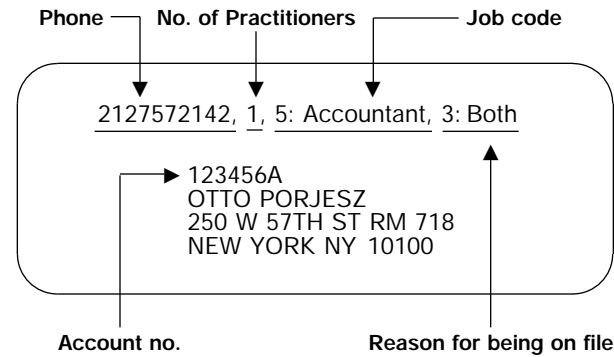 Phone No. of Practitioners Job code
2127572142, 1, 5: Accountant, 3: Both
123456A
OTTO PORJESZ
250 W 57TH ST RM 718
NEW YORK NY 10100
Account no. Reason for being on file